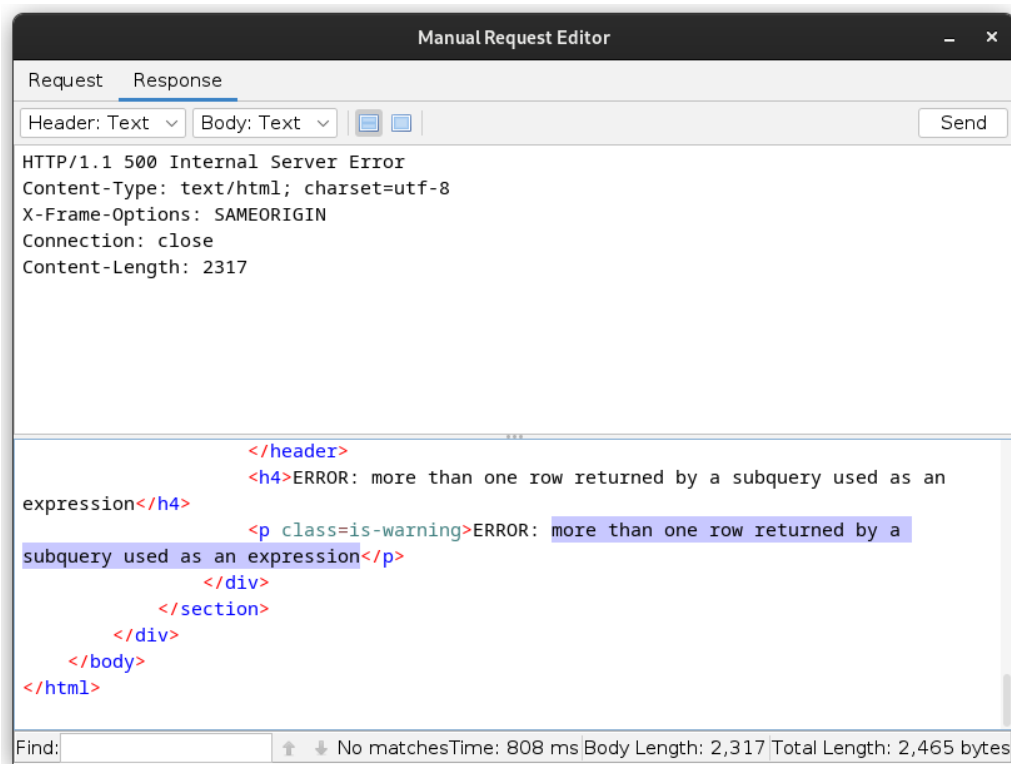 Manual Request Editor
Request Response
Header: Text Body: Text Send
HTTP/1.1 500 Internal Server Error
Content-Type: text/html; charset=utf-8
X-Frame-Options: SAMEORIGIN
Connection: close
Content-Length: 2317
</header>
<h4>ERROR: more than one row returned by a subquery used as an
expression</h4>
<p class=is-warning>ERROR: more than one row returned by a
subquery used as an expression</p>
</div>
</section>
</div>
</body>
</html>
Find: No matches Time: 808 ms Body Length: 2,317 Total Length: 2,465 bytes